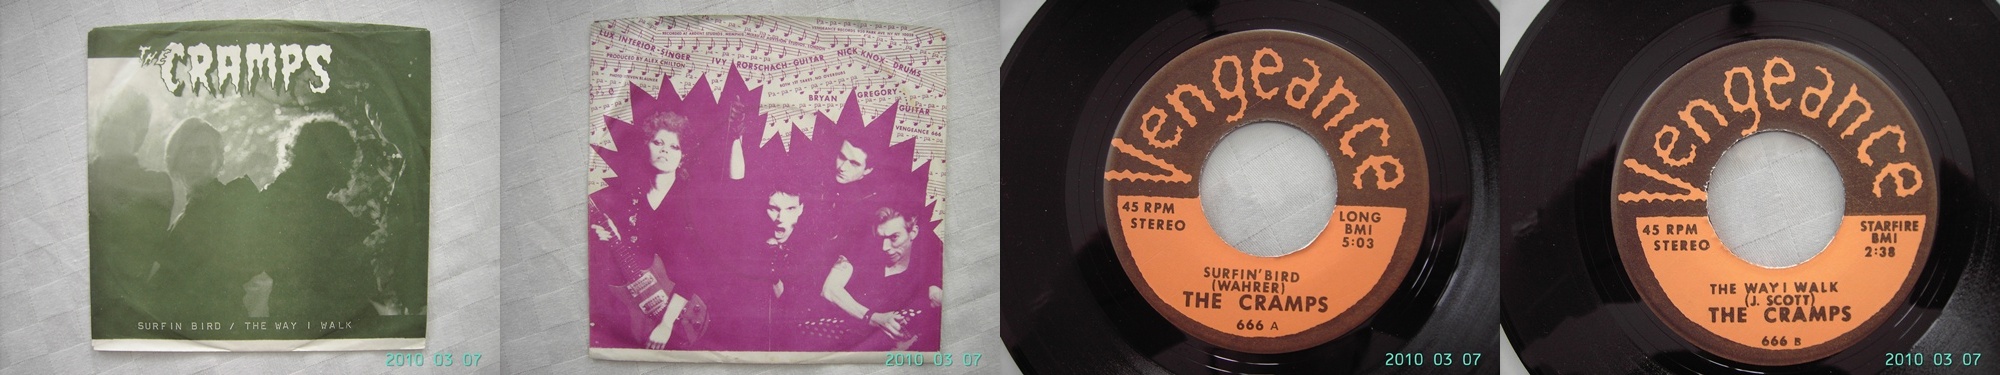 THE
CRAMPS
SURFIN BIRD / THE WAY I WALK
2010 03 07
LUX INTERIOR-SINGER
PRODUCED BY ALEX CHILTON
IVY RORSCHACH-GUITAR
NICK KNOX-DRUMS
BRYAN GREGORY-
GUITAR
VENGEANCE 666
2010 03 07
Vengeance
45 RPM
STEREO
LONG
BMI
5:03
SURFIN' BIRD
(WAHRER)
THE CRAMPS
666 A
2010 03 07
Vengeance
45 RPM
STEREO
STARFIRE
BMI
2:38
THE WAY I WALK
(J. SCOTT)
THE CRAMPS
666 B
2010 03 07